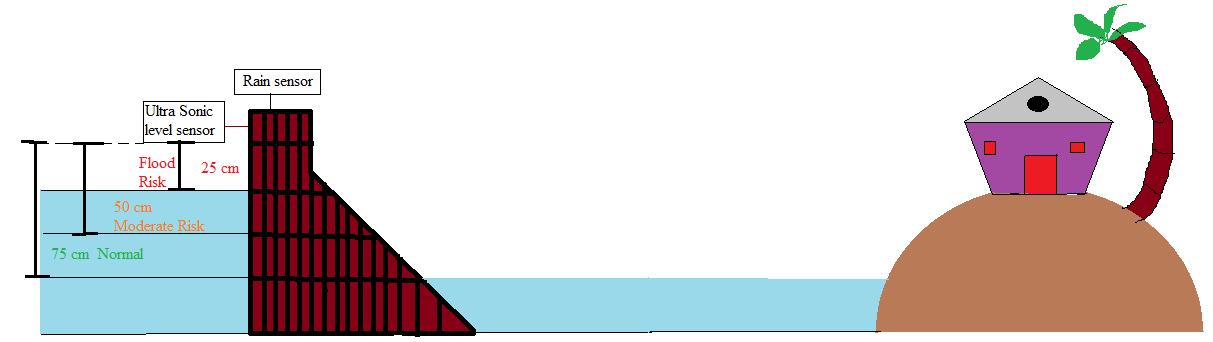 Rain sensor
Ultra Sonic
level sensor
Flood
Risk
25 cm
50 cm
Moderate Risk
75 cm Normal